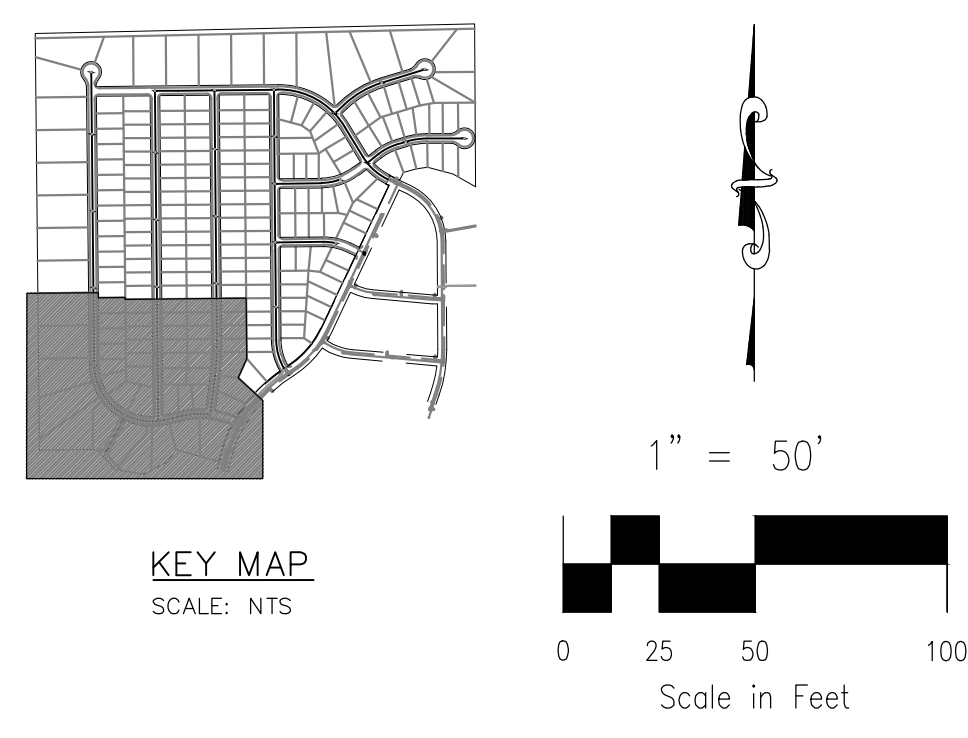 1” = 50’
KEY MAP
SCALE: NTS
0 25 50 100
Scale in Feet